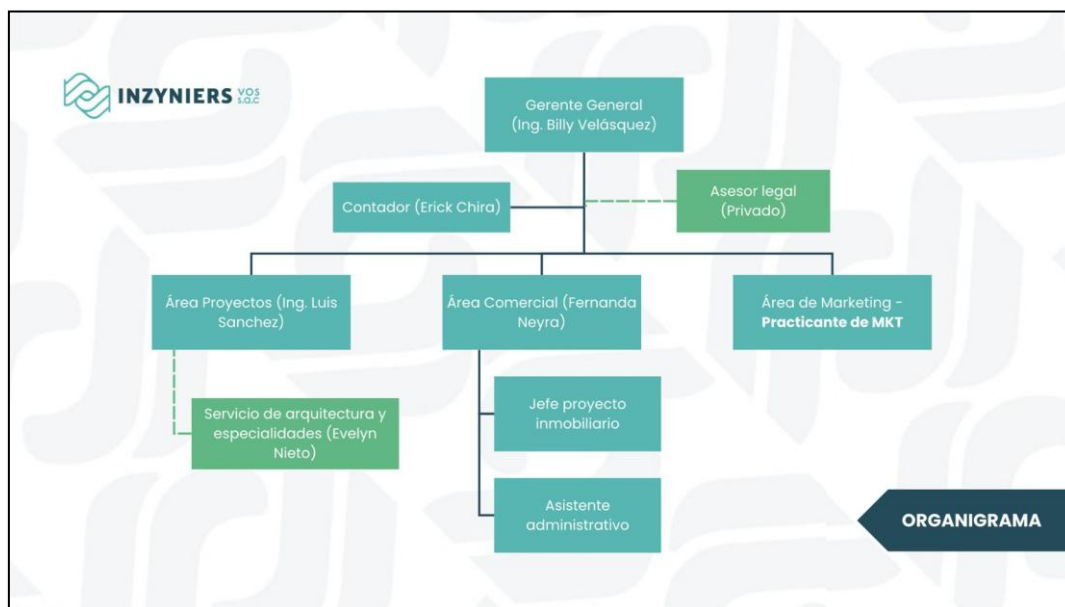 INZYNIERS VOS s.a.c
Gerente General
(Ing. Billy Velásquez)
Contador (Erick Chira)
Asesor legal
(Privado)
Área Proyectos (Ing. Luis
Sanchez)
Área Comercial (Fernanda
Neyra)
Área de Marketing -
Practicante de MKT
Servicio de arquitectura y
especialidades (Evelyn
Nieto)
Jefe proyecto
inmobiliario
Asistente
administrativo
ORGANIGRAMA